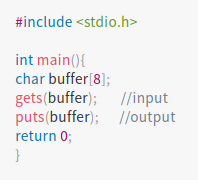 #include <stdio.h>
int main(){
char buffer[8];
gets(buffer);      //input
puts(buffer);     //output
return 0;
}